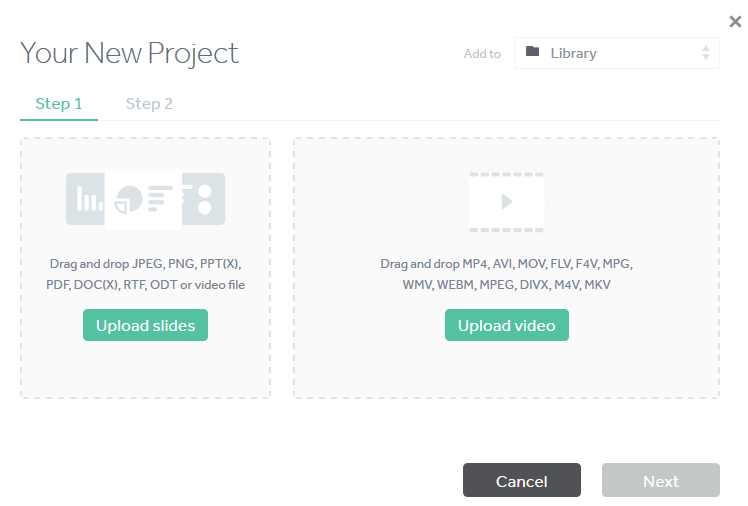 Your New Project
Add to
Library
Step 1
Step 2
Drag and drop JPEG, PNG, PPT(X),
PDF, DOC(X), RTF, ODT or video file
Upload slides
Drag and drop MP4, AVI, MOV, FLV, F4V, MPG,
WMV, WEBM, MPEG, DIVX, M4V, MKV
Upload video
Cancel
Next